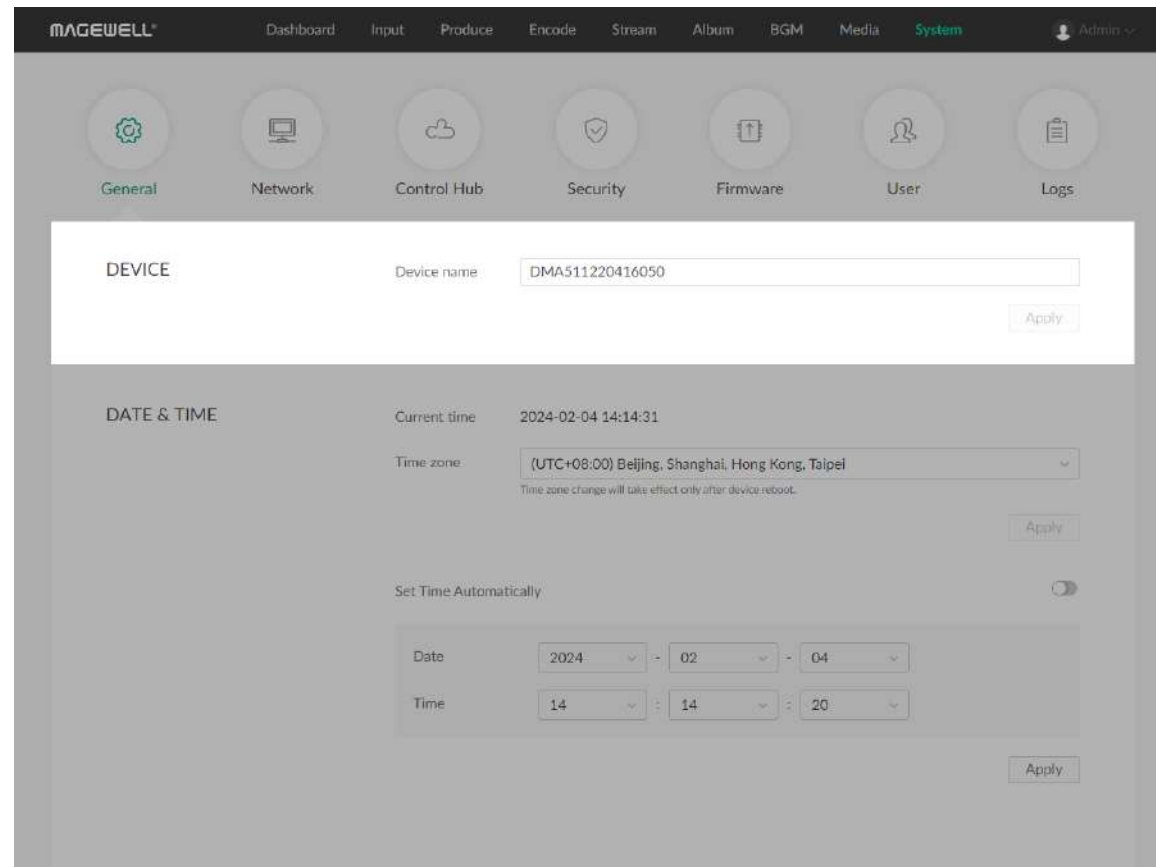 MAGEWELL® Dashboard Input Produce Encode Stream Album BGM Media System Admin
General Network Control Hub Security Firmware User Logs
DEVICE Device name DMA511220416050
Apply
DATE & TIME Current time 2024-02-04 14:14:31
Time zone (UTC+08:00) Beijing, Shanghai, Hong Kong, Taipei
Time zone change will take effect only after device reboot.
Apply
Set Time Automatically
Date 2024 - 02 - 04
Time 14 : 14 : 20
Apply